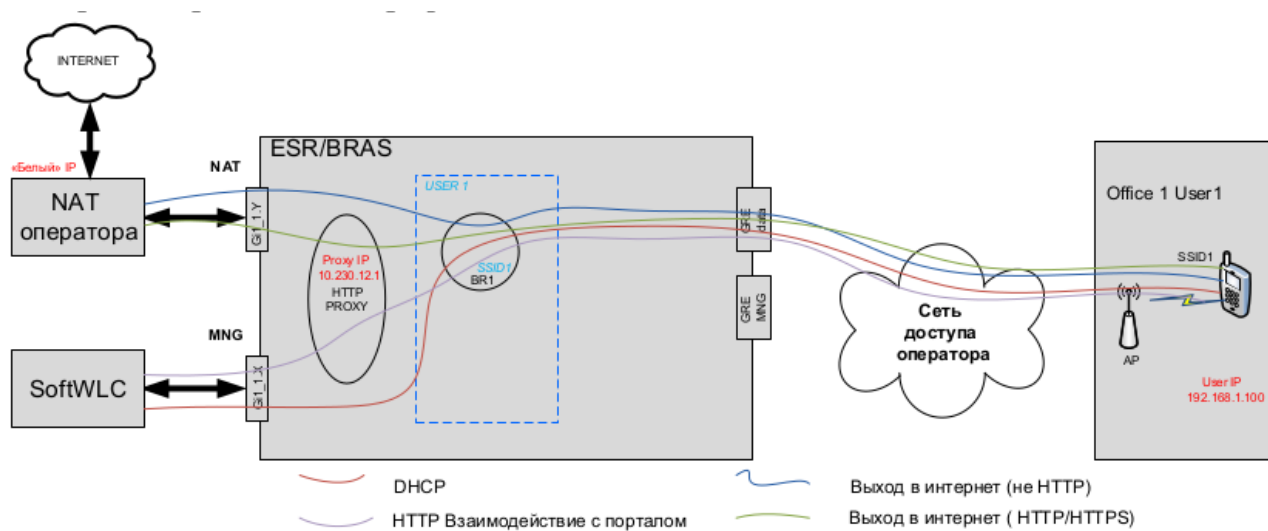 INTERNET
«Белый» IP
NAT
оператора
NAT
Gi1_1.Y
ESR/BRAS
USER 1
Proxy IP
10.230.12.1
HTTP
PROXY
SSID1
BR1
GRE
data
GRE
MNG
MNG
SoftWLC
Gi1_1.X
Сеть
доступа
оператора
Office 1 User1
SSID1
AP
User IP
192.168.1.100
DHCP
HTTP Взаимодействие с порталом
Выход в интернет (не HTTP)
Выход в интернет ( HTTP/HTTPS)